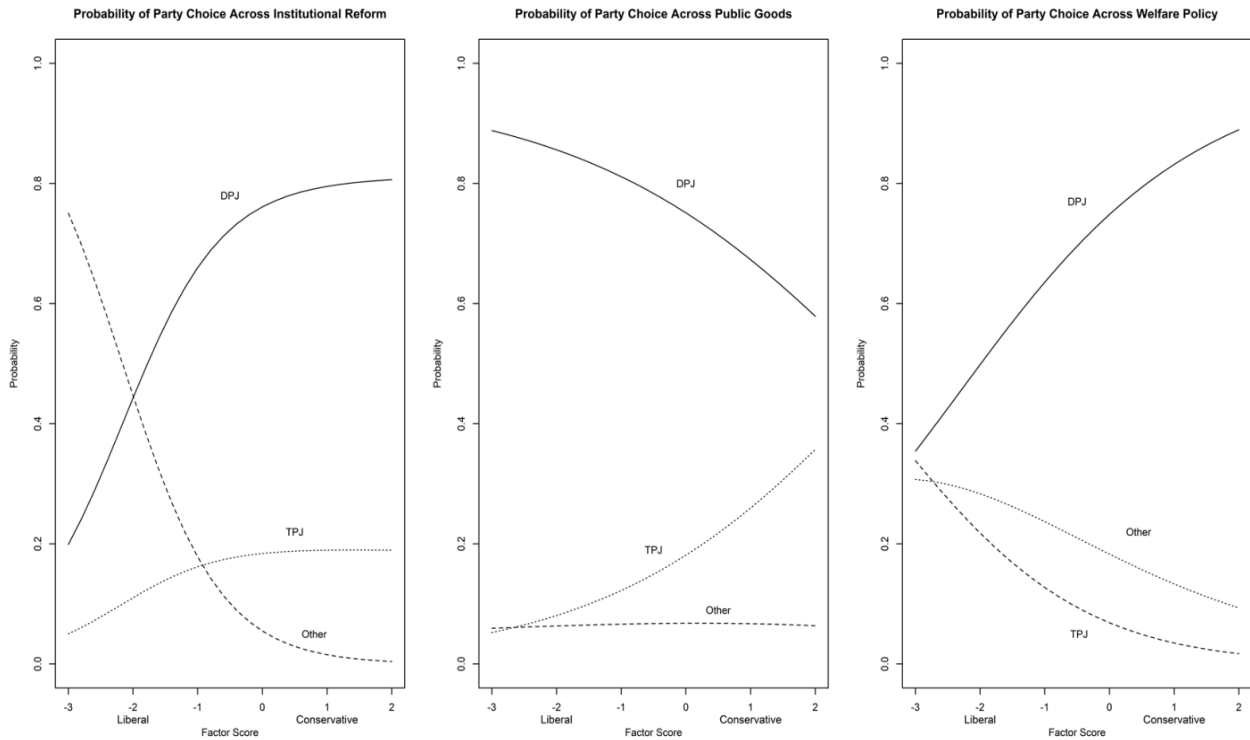 Probability of Party Choice Across Institutional Reform
1.0
0.8
0.6
0.4
0.2
0.0
Probability
DPJ
TPJ
Other
-3 -2 -1 0 1 2
Liberal Conservative
Factor Score
Probability of Party Choice Across Public Goods
1.0
0.8
0.6
0.4
0.2
0.0
Probability
DPJ
TPJ
Other
-3 -2 -1 0 1 2
Liberal Conservative
Factor Score
Probability of Party Choice Across Welfare Policy
1.0
0.8
0.6
0.4
0.2
0.0
Probability
DPJ
Other
TPJ
-3 -2 -1 0 1 2
Liberal Conservative
Factor Score